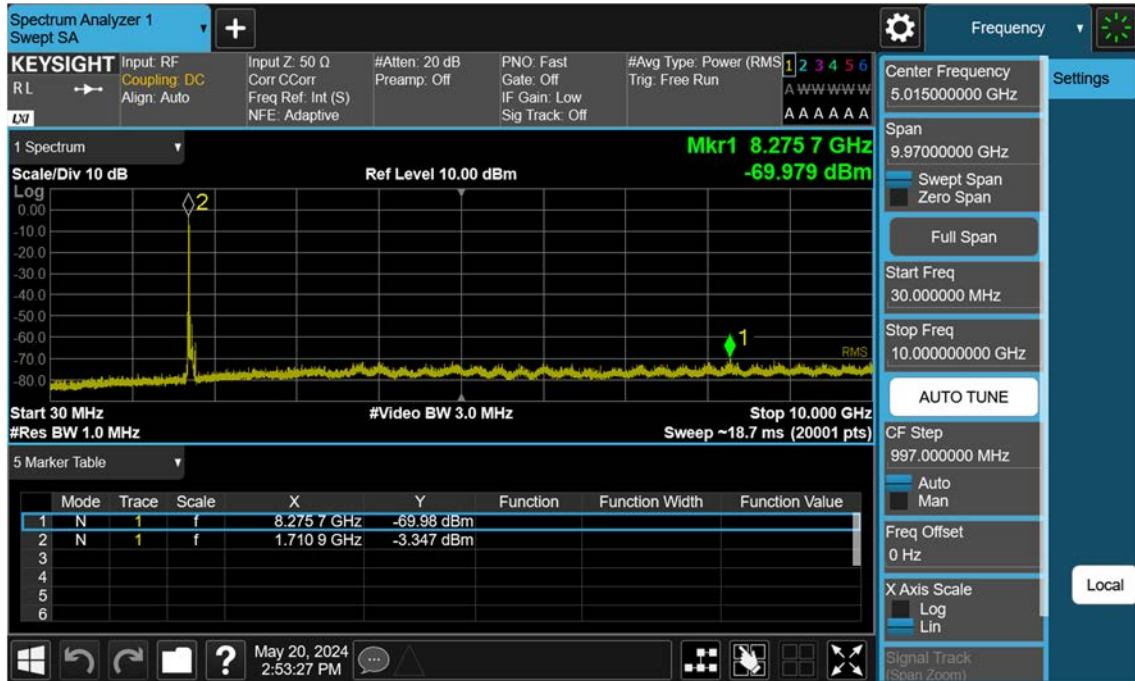 Spectrum Analyzer 1
Swept SA
+
Frequency
KEYSIGHT
R L
LXI
Input: RF
Coupling: DC
Align: Auto
Input Z: 50 Ω
Corr CCorr
Freq Ref: Int (S)
NFE: Adaptive
#Atten: 20 dB
Preamp: Off
PNO: Fast
Gate: Off
IF Gain: Low
Sig Track: Off
#Avg Type: Power (RMS
Trig: Free Run
1 2 3 4 5 6
A W W W W W
A A A A A A
1 Spectrum
Mkr1 8.275 7 GHz
-69.979 dBm
Scale/Div 10 dB
Ref Level 10.00 dBm
Log
0.00
-10.0
-20.0
-30.0
-40.0
-50.0
-60.0
-70.0
-80.0
2
1
RMS
Start 30 MHz
#Video BW 3.0 MHz
Stop 10.000 GHz
#Res BW 1.0 MHz
Sweep ~18.7 ms (20001 pts)
5 Marker Table
Mode Trace Scale X Y Function Function Width Function Value
1 N 1 f 8.275 7 GHz -69.98 dBm
2 N 1 f 1.710 9 GHz -3.347 dBm
3
4
5
6
Center Frequency
5.015000000 GHz
Settings
Span
9.97000000 GHz
Swept Span
Zero Span
Full Span
Start Freq
30.000000 MHz
Stop Freq
10.000000000 GHz
AUTO TUNE
CF Step
997.000000 MHz
Auto
Man
Freq Offset
0 Hz
X Axis Scale
Log
Lin
Local
Signal Track
(Span Zoom)
?
May 20, 2024
2:53:27 PM